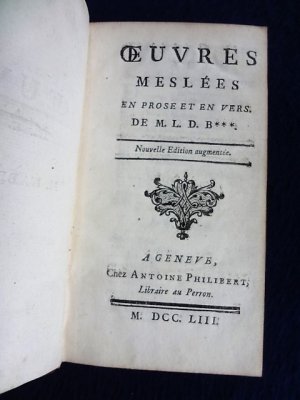 ŒUVRES
MESLÉES
EN PROSE ET EN VERS.
DE M. L. D. B***.
Nouvelle Edition augmentée.
A GENEVE,
Chez ANTOINE PHILIBERT,
Libraire au Perron.
M. DCC. LIII.